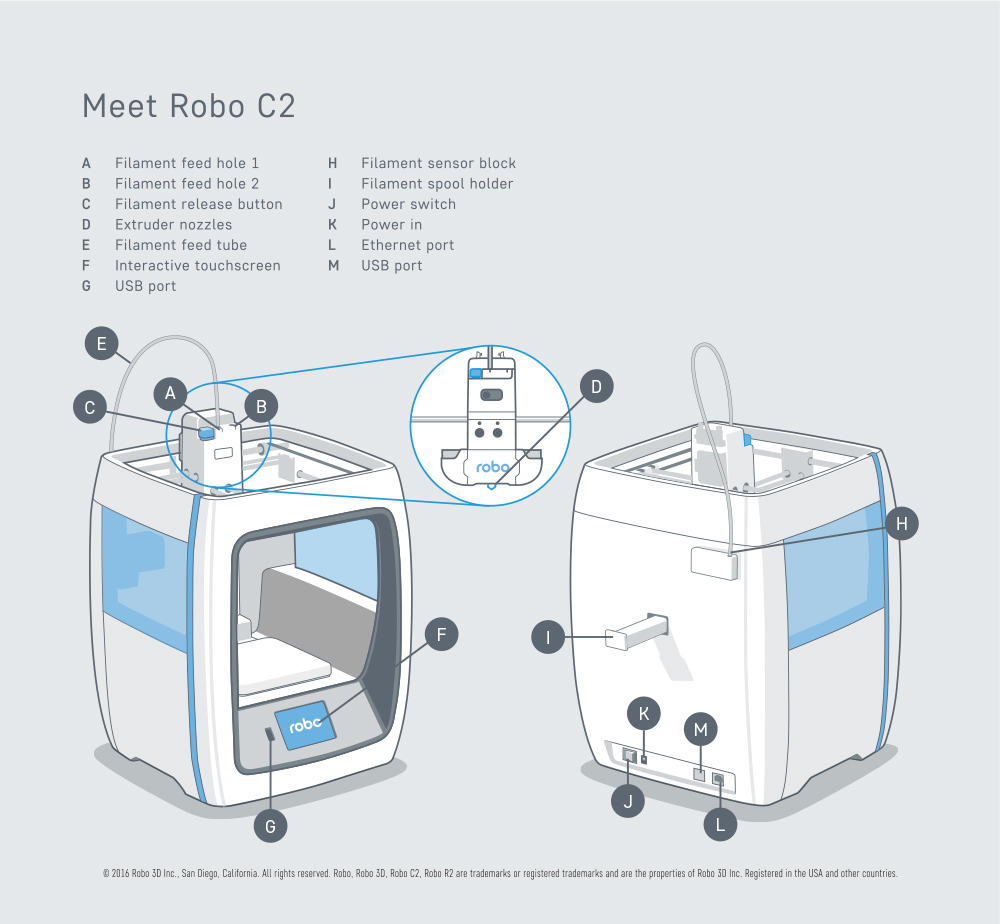 Meet Robo C2
A Filament feed hole 1
B Filament feed hole 2
C Filament release button
D Extruder nozzles
E Filament feed tube
F Interactive touchscreen
G USB port
H Filament sensor block
I Filament spool holder
J Power switch
K Power in
L Ethernet port
M USB port
E
A
C
B
D
robo
H
F
I
robo
K
M
G
J
L
© 2016 Robo 3D Inc., San Diego, California. All rights reserved. Robo, Robo 3D, Robo C2, Robo R2 are trademarks or registered trademarks and are the properties of Robo 3D Inc. Registered in the USA and other countries.